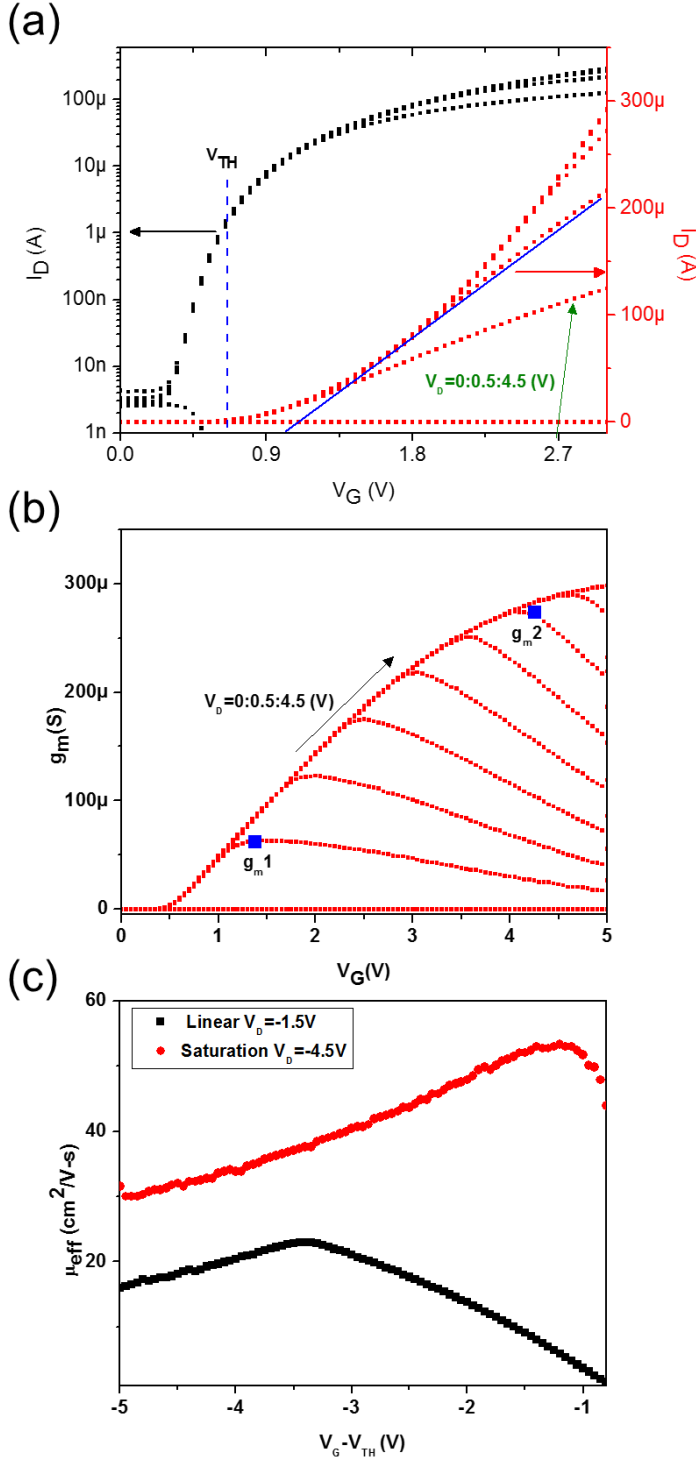 (a)
100µ
10µ
1µ
100n
10n
1n
I_D (A)
V_TH
300µ
200µ
100µ
0
I_D (A)
V_D=0:0.5:4.5 (V)
0.0 0.9 1.8 2.7
V_G (V)
(b)
300µ
200µ
100µ
0
g_m(S)
V_D=0:0.5:4.5 (V)
g_m2
g_m1
0 1 2 3 4 5
V_G(V)
(c)
60
40
20
µ_eff (cm^2/V-s)
Linear V_D=-1.5V
Saturation V_D=-4.5V
-5 -4 -3 -2 -1
V_G-V_TH (V)